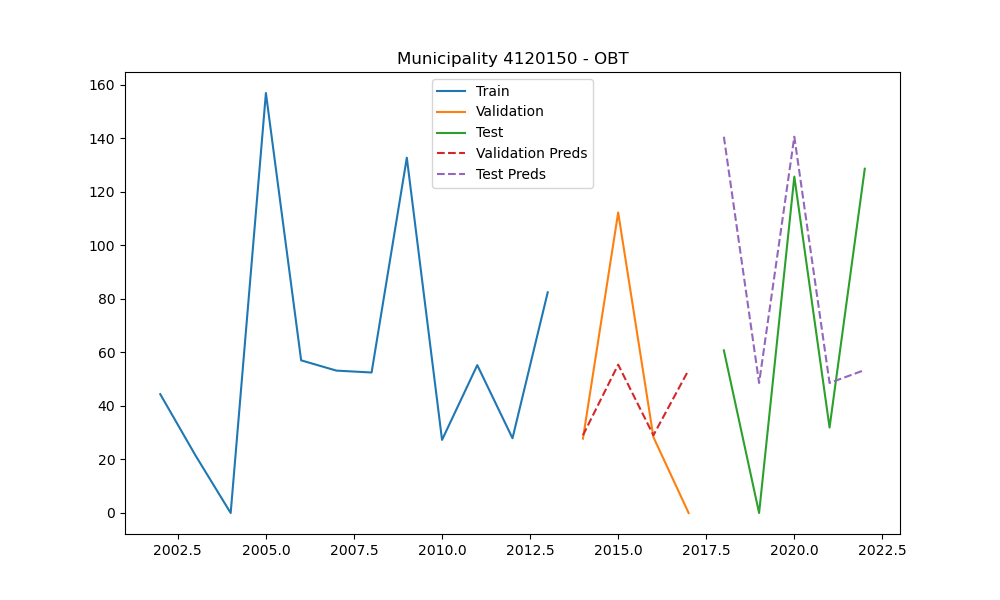 Municipality 4120150 - OBT
160
140
120
100
80
60
40
20
0
Train
Validation
Test
Validation Preds
Test Preds
2002.5 2005.0 2007.5 2010.0 2012.5 2015.0 2017.5 2020.0 2022.5